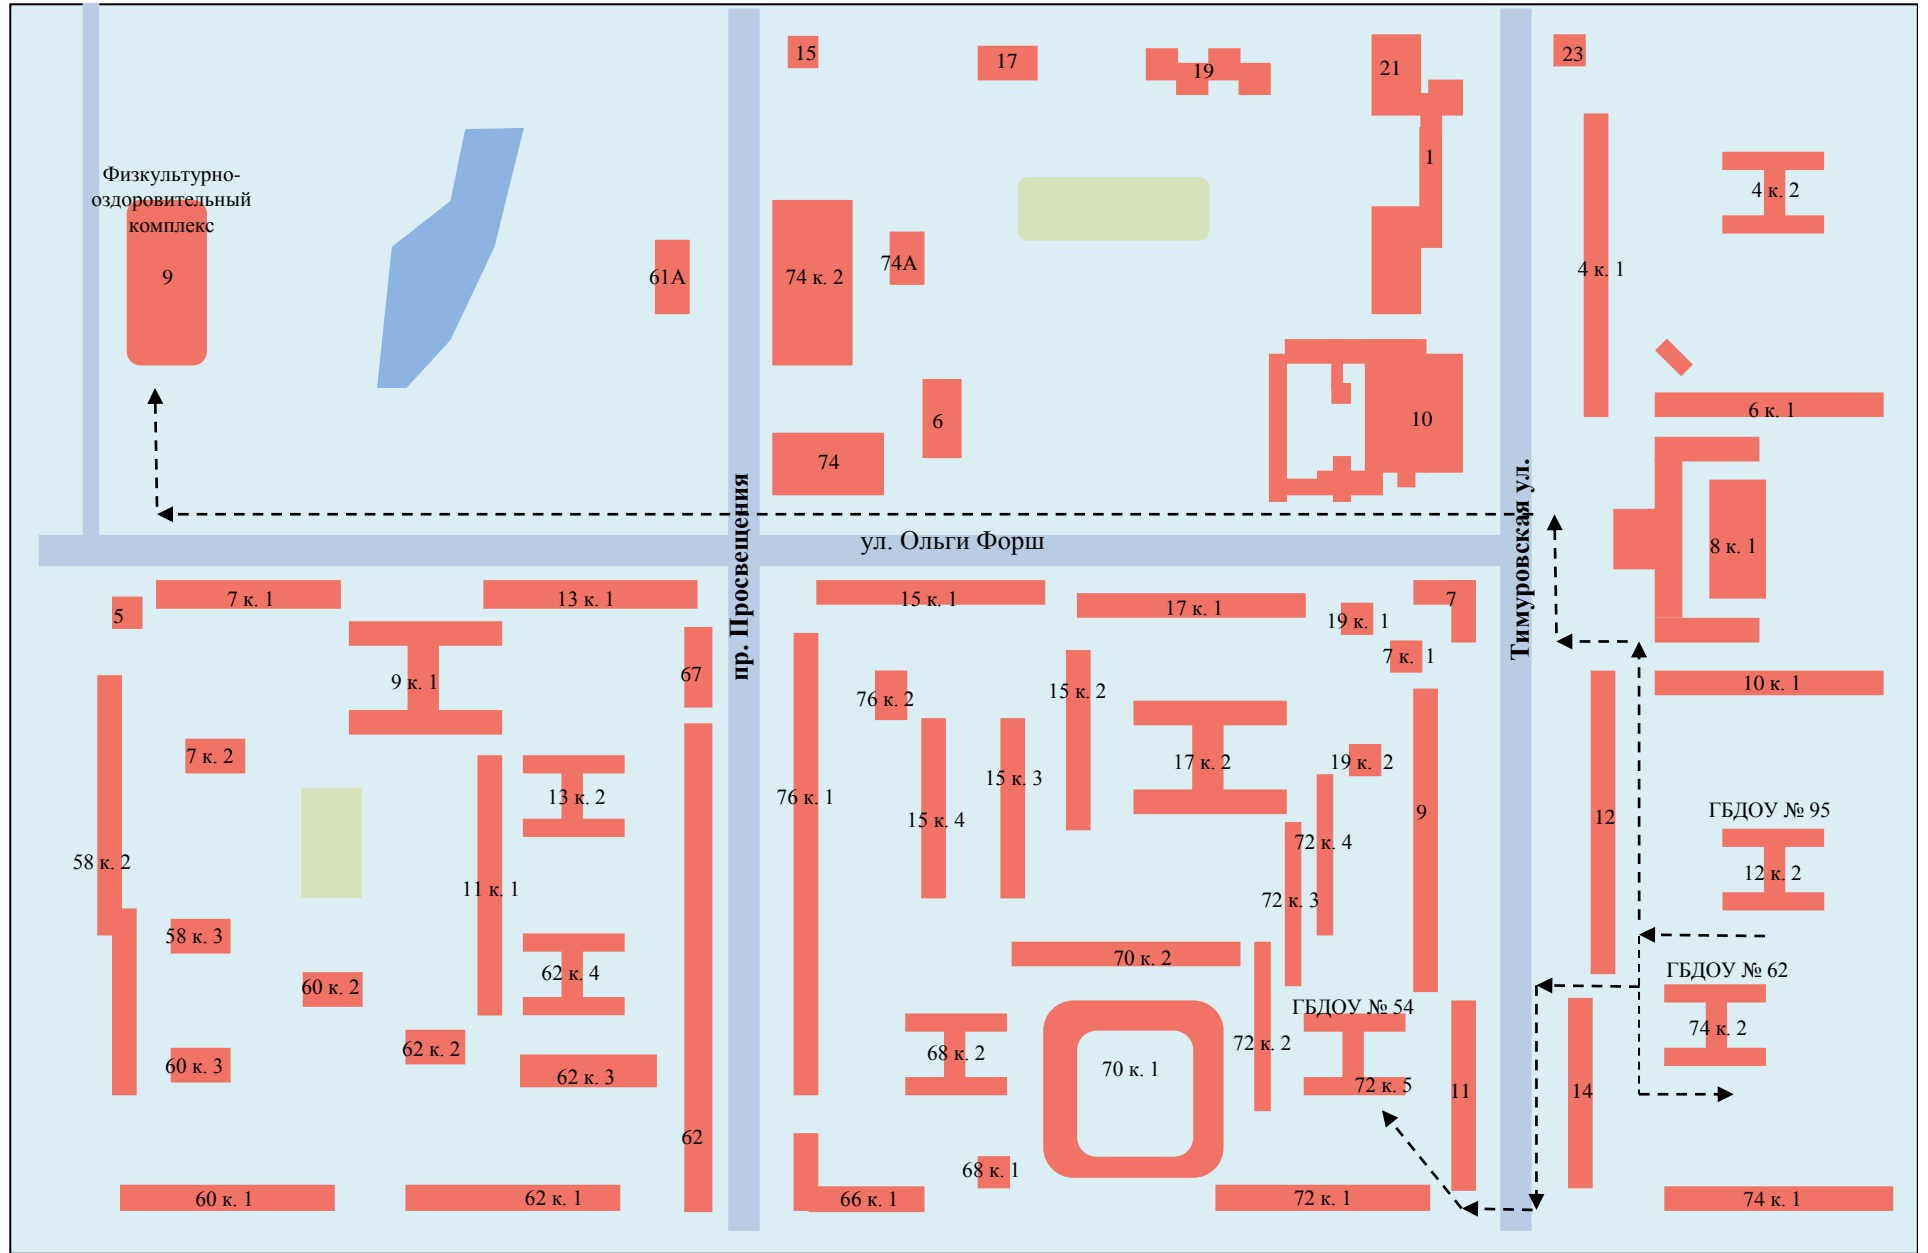 15
17
19
21
23
1
4 к. 2
Физкультурно-
оздоровительный
комплекс
9
61А
74 к. 2
74А
4 к. 1
6 к. 1
6
10
74
пр. Просвещения
Тимуровская ул.
ул. Ольги Форш
8 к. 1
5
7 к. 1
13 к. 1
15 к. 1
17 к. 1
19 к. 1
7
7 к. 1
9 к. 1
67
76 к. 2
15 к. 2
10 к. 1
7 к. 2
13 к. 2
76 к. 1
15 к. 4
15 к. 3
17 к. 2
19 к. 2
9
12
ГБДОУ № 95
12 к. 2
58 к. 2
11 к. 1
72 к. 4
72 к. 3
58 к. 3
62 к. 4
70 к. 2
60 к. 2
ГБДОУ № 62
74 к. 2
ГБДОУ № 54
72 к. 5
62 к. 2
68 к. 2
72 к. 2
60 к. 3
62 к. 3
70 к. 1
11
14
62
68 к. 1
60 к. 1
62 к. 1
66 к. 1
72 к. 1
74 к. 1